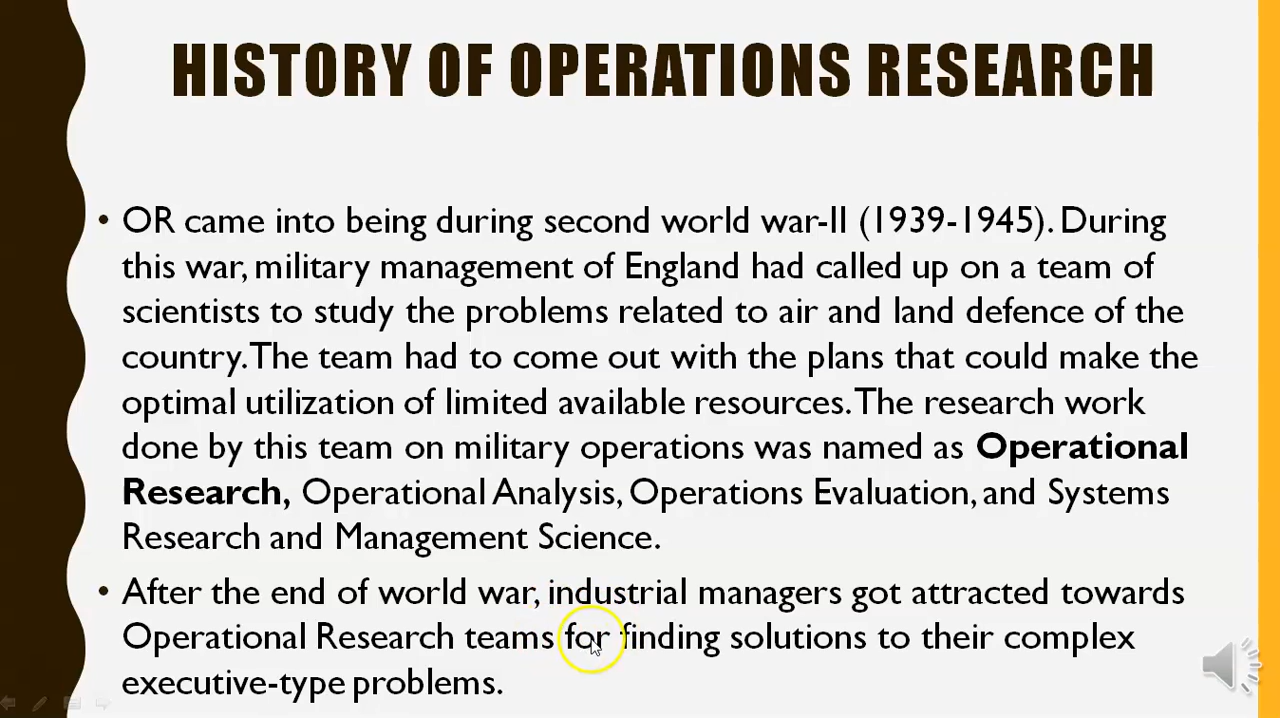 HISTORY OF OPERATIONS RESEARCH
• OR came into being during second world war-II (1939-1945). During
this war, military management of England had called up on a team of
scientists to study the problems related to air and land defence of the
country. The team had to come out with the plans that could make the
optimal utilization of limited available resources. The research work
done by this team on military operations was named as Operational
Research, Operational Analysis, Operations Evaluation, and Systems
Research and Management Science.
• After the end of world war, industrial managers got attracted towards
Operational Research teams for finding solutions to their complex
executive-type problems.